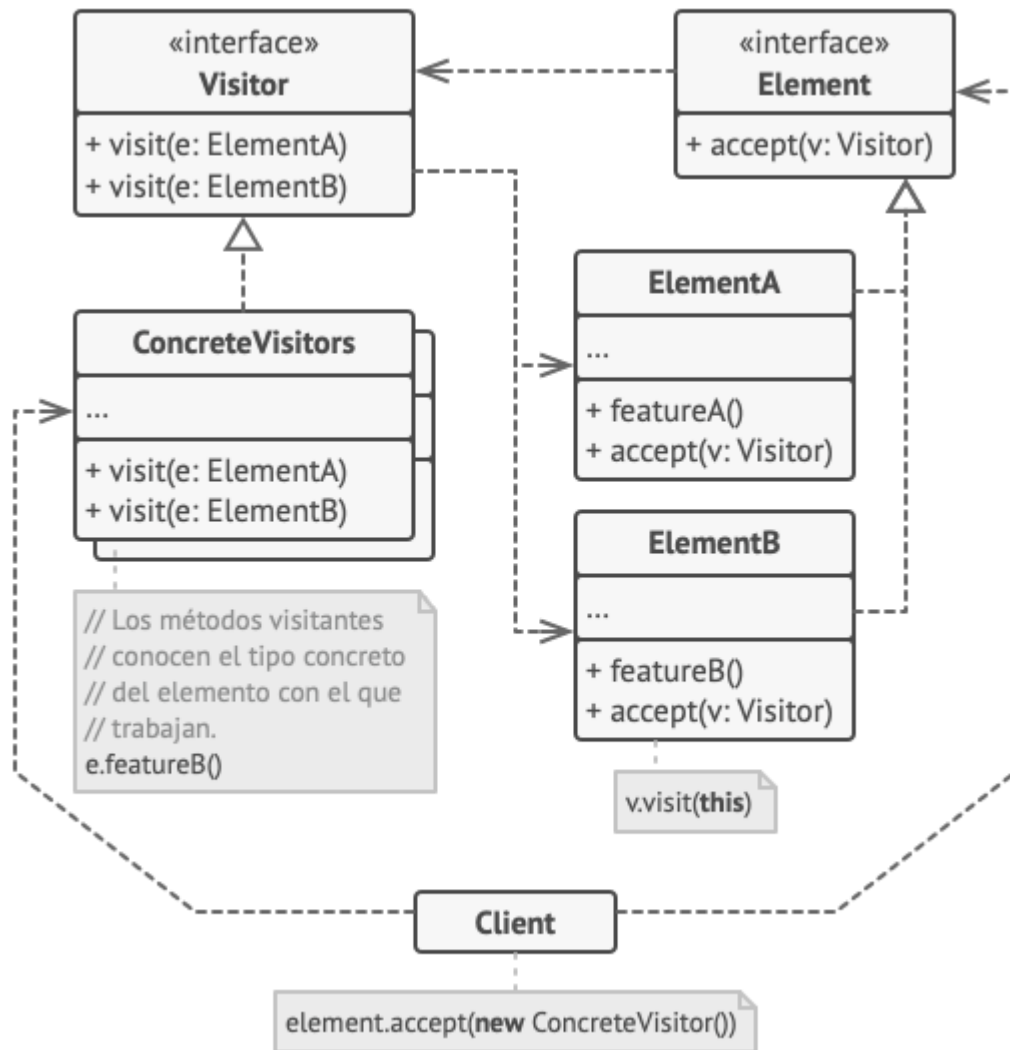 «interface»
Visitor
+ visit(e: ElementA)
+ visit(e: ElementB)
«interface»
Element
+ accept(v: Visitor)
ConcreteVisitors
...
+ visit(e: ElementA)
+ visit(e: ElementB)
// Los métodos visitantes
// conocen el tipo concreto
// del elemento con el que
// trabajan.
e.featureB()
ElementA
...
+ featureA()
+ accept(v: Visitor)
ElementB
...
+ featureB()
+ accept(v: Visitor)
v.visit(this)
Client
element.accept(new ConcreteVisitor())